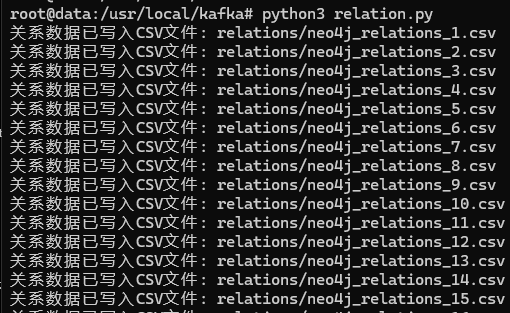 root@data:/usr/local/kafka# python3 relation.py
关系数据已写入CSV文件: relations/neo4j_relations_1.csv
关系数据已写入CSV文件: relations/neo4j_relations_2.csv
关系数据已写入CSV文件: relations/neo4j_relations_3.csv
关系数据已写入CSV文件: relations/neo4j_relations_4.csv
关系数据已写入CSV文件: relations/neo4j_relations_5.csv
关系数据已写入CSV文件: relations/neo4j_relations_6.csv
关系数据已写入CSV文件: relations/neo4j_relations_7.csv
关系数据已写入CSV文件: relations/neo4j_relations_8.csv
关系数据已写入CSV文件: relations/neo4j_relations_9.csv
关系数据已写入CSV文件: relations/neo4j_relations_10.csv
关系数据已写入CSV文件: relations/neo4j_relations_11.csv
关系数据已写入CSV文件: relations/neo4j_relations_12.csv
关系数据已写入CSV文件: relations/neo4j_relations_13.csv
关系数据已写入CSV文件: relations/neo4j_relations_14.csv
关系数据已写入CSV文件: relations/neo4j_relations_15.csv